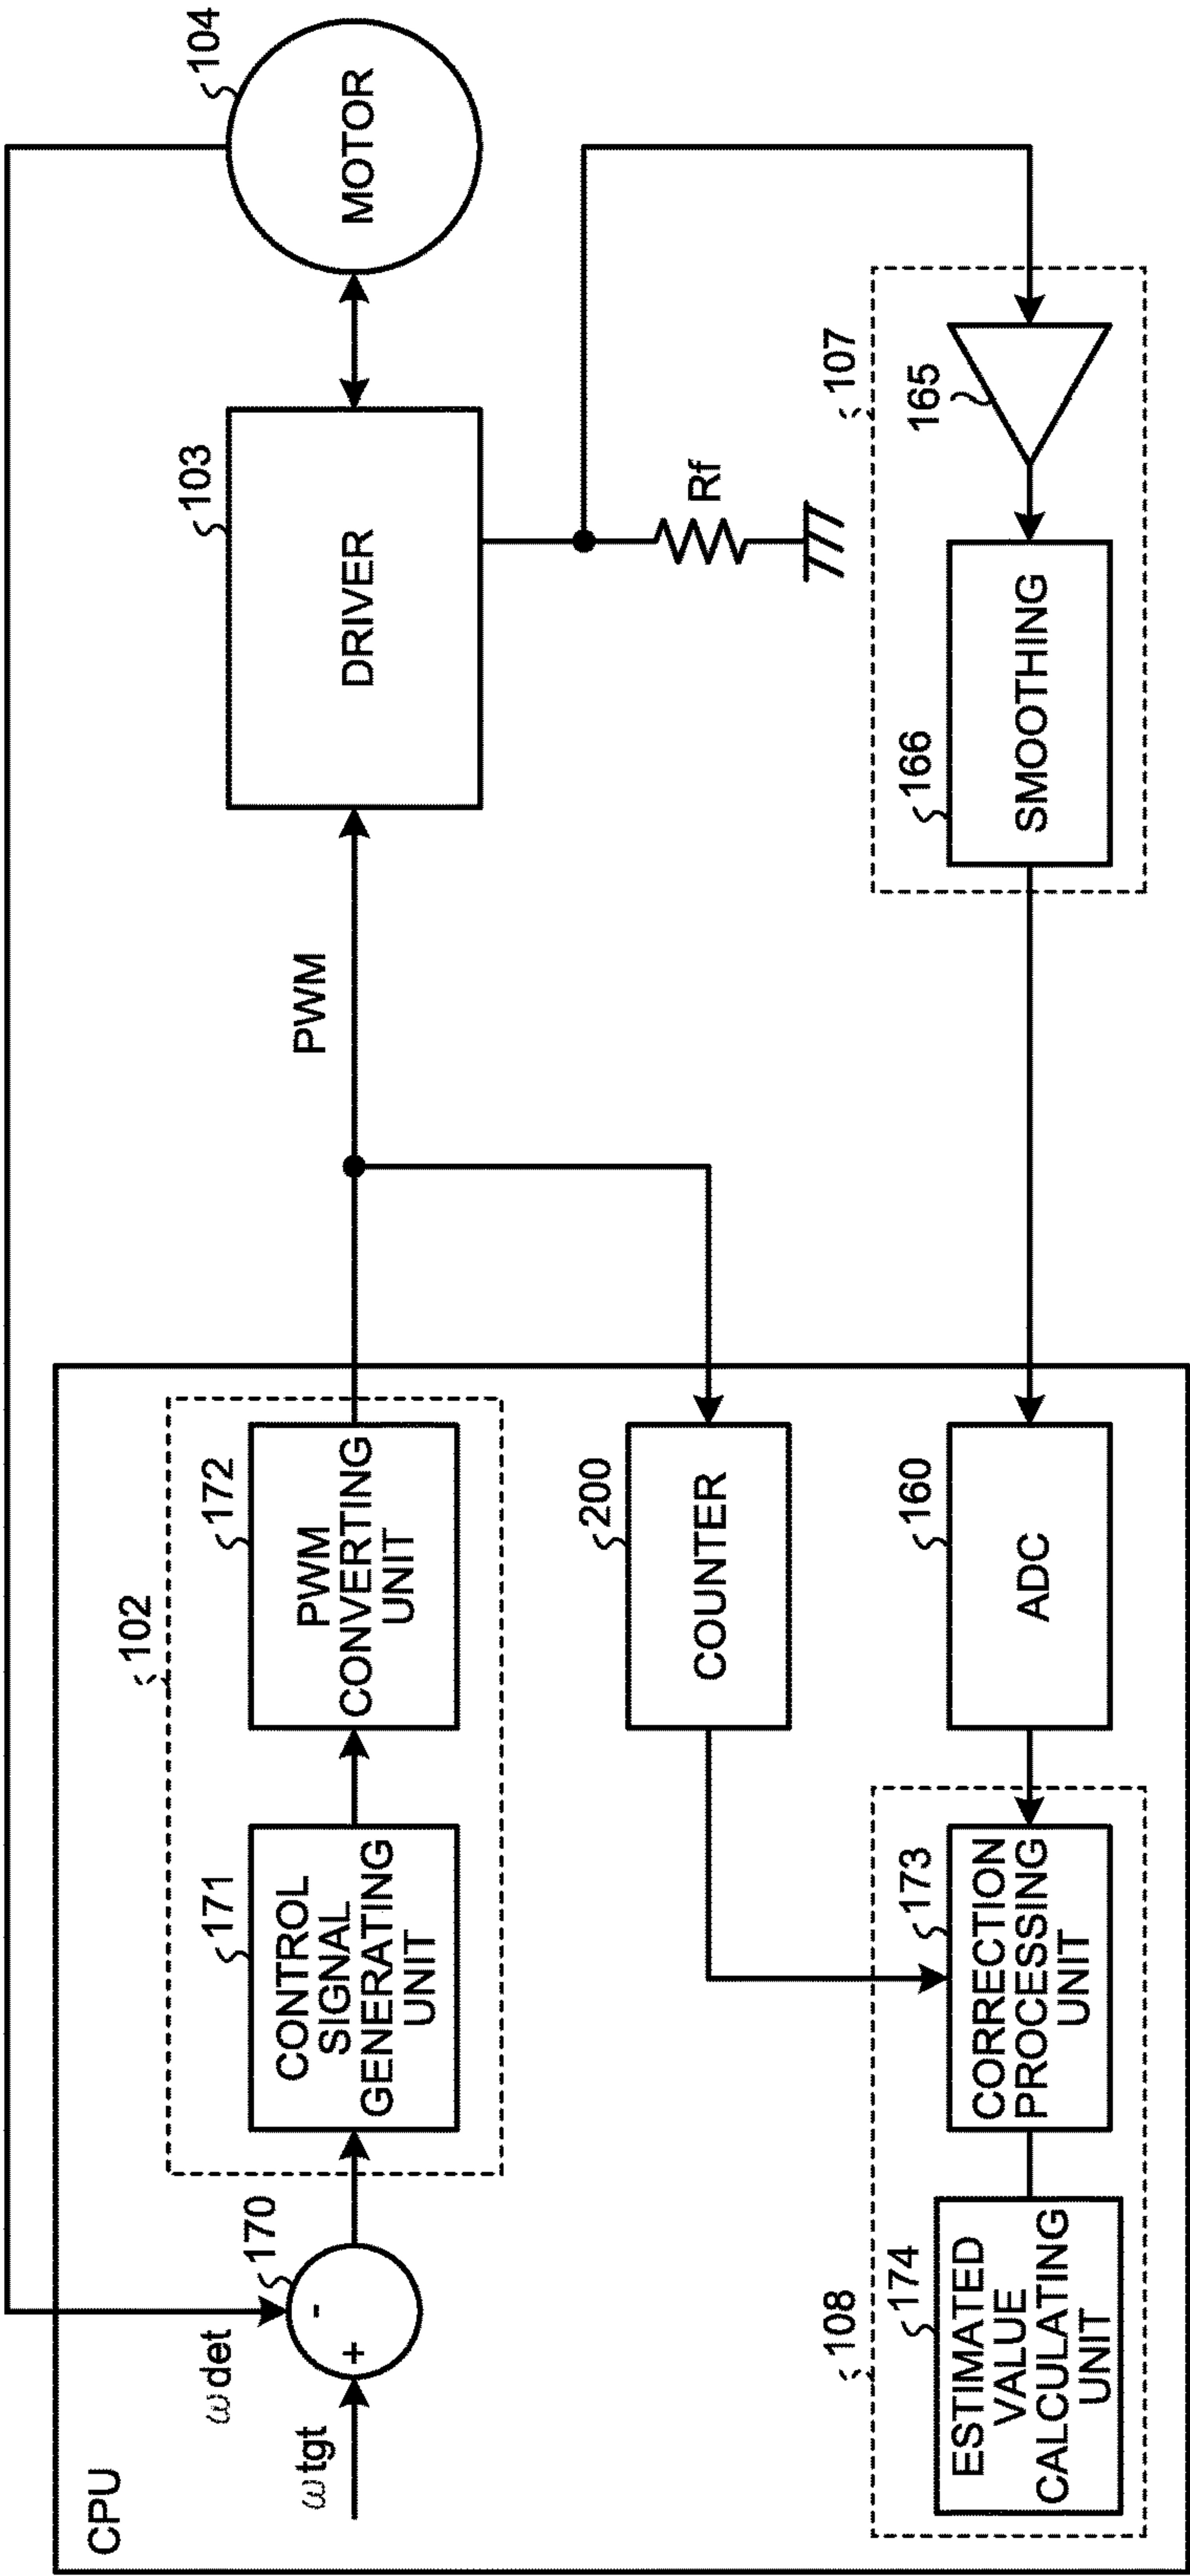 CPU
ωtgt
ωdet
+
-
170
102
171
CONTROL
SIGNAL
GENERATING
UNIT
172
PWM
CONVERTING
UNIT
PWM
103
DRIVER
104
MOTOR
Rf
200
COUNTER
108
174
ESTIMATED
VALUE
CALCULATING
UNIT
173
CORRECTION
PROCESSING
UNIT
160
ADC
107
166
SMOOTHING
165